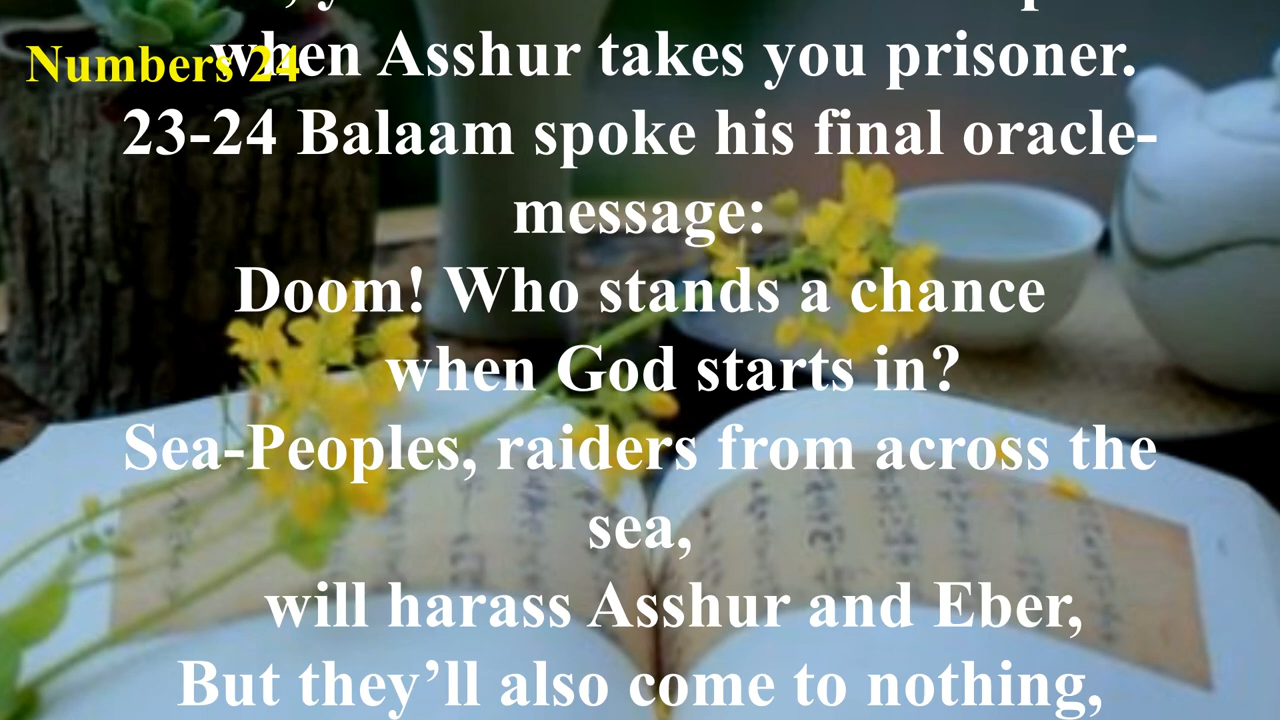 Numbers 24
when Asshur takes you prisoner.
23-24 Balaam spoke his final oracle-
message:
Doom! Who stands a chance
when God starts in?
Sea-Peoples, raiders from across the
sea,
will harass Asshur and Eber,
But they’ll also come to nothing,